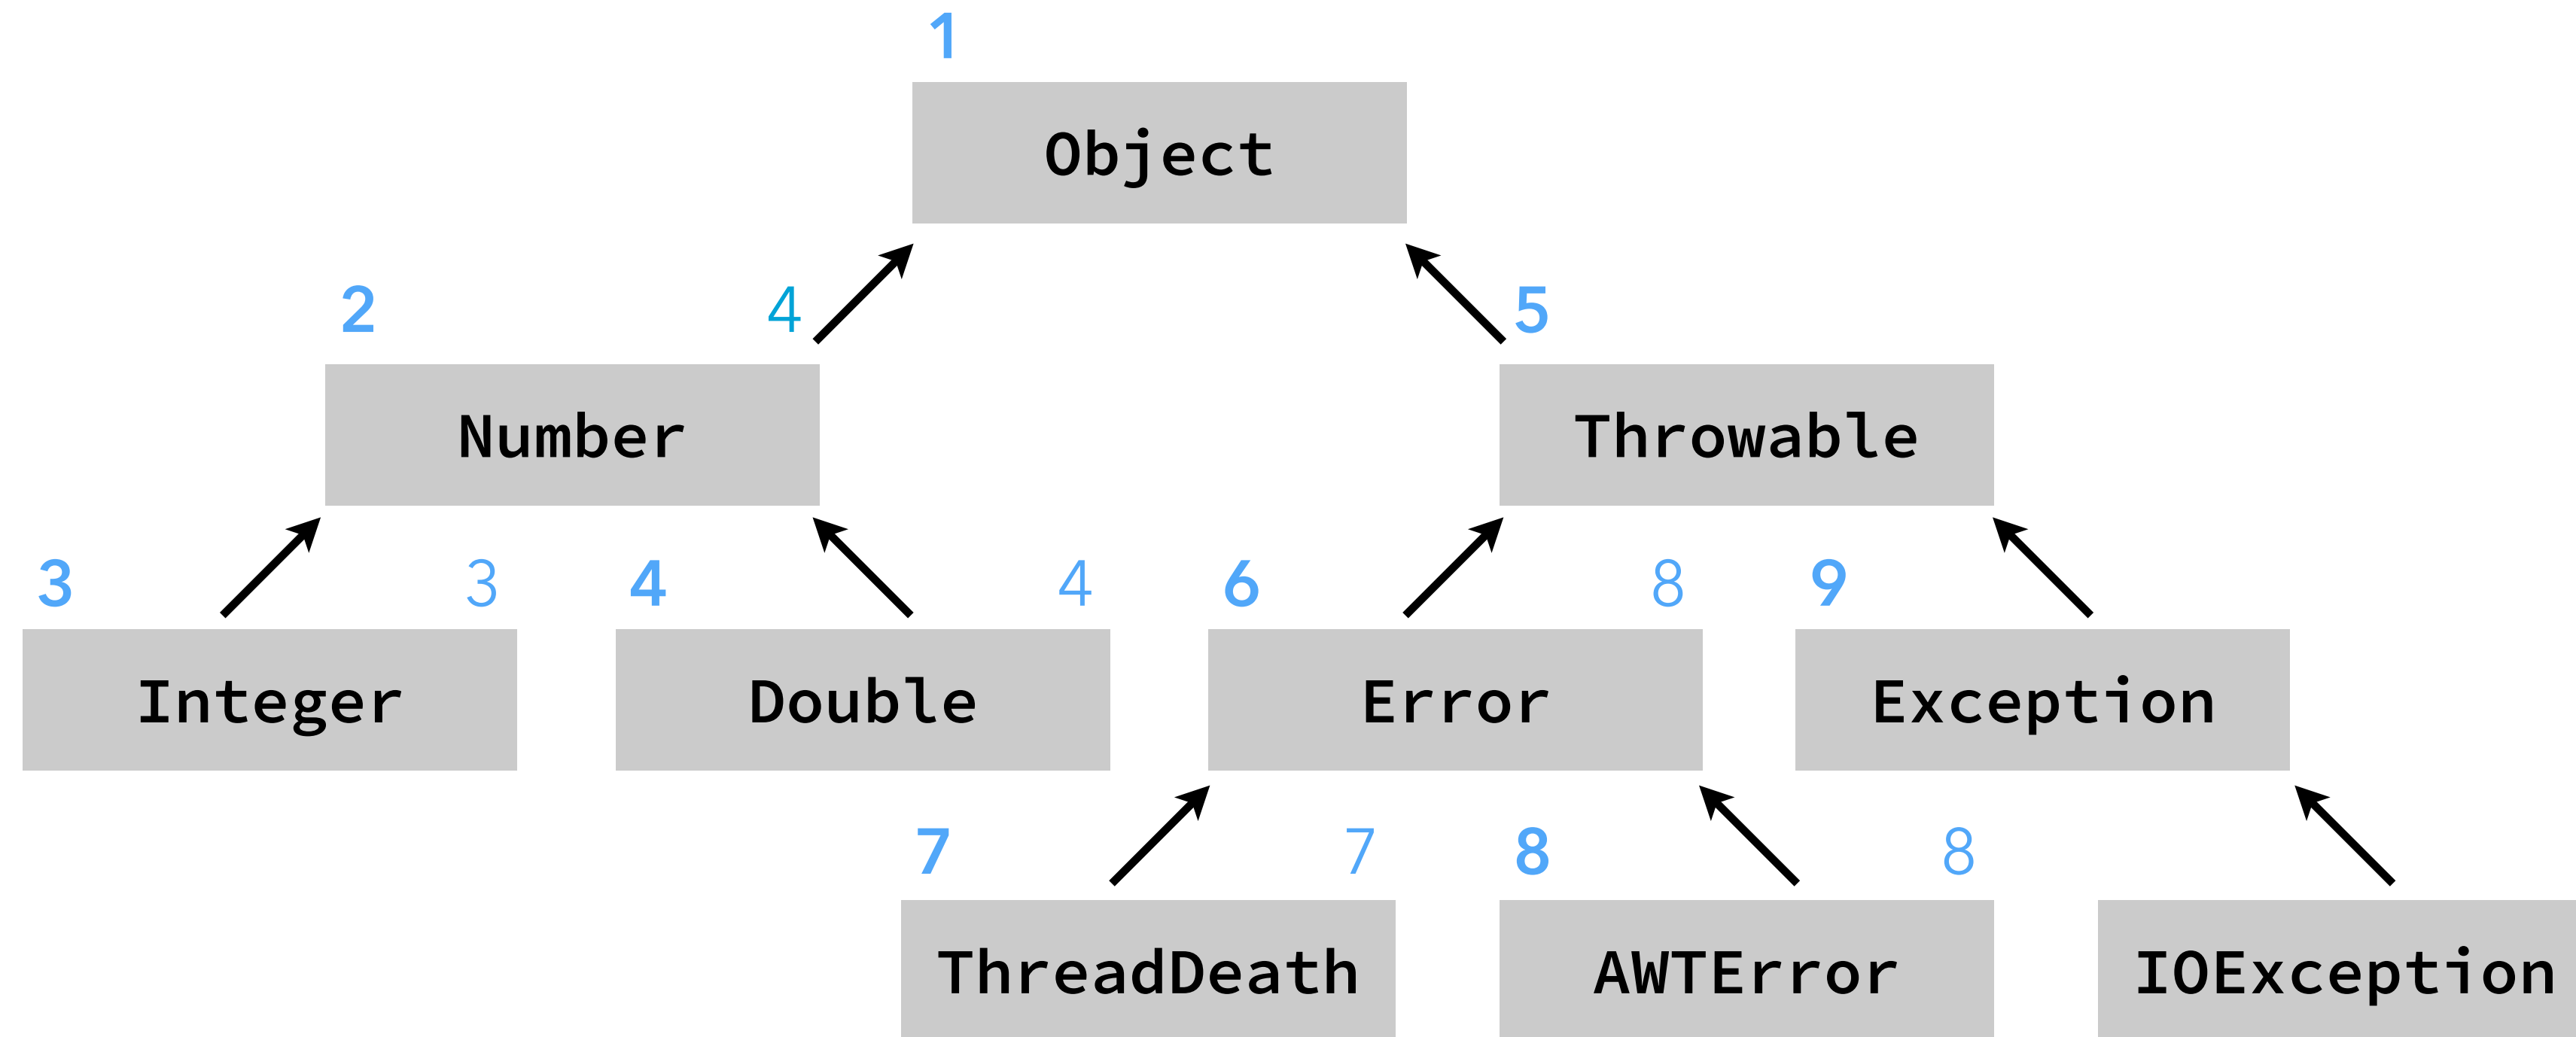 1
Object
2 4 5
Number Throwable
3 3 4 4 6 8 9
Integer Double Error Exception
7 7 8 8
ThreadDeath AWTError IOException